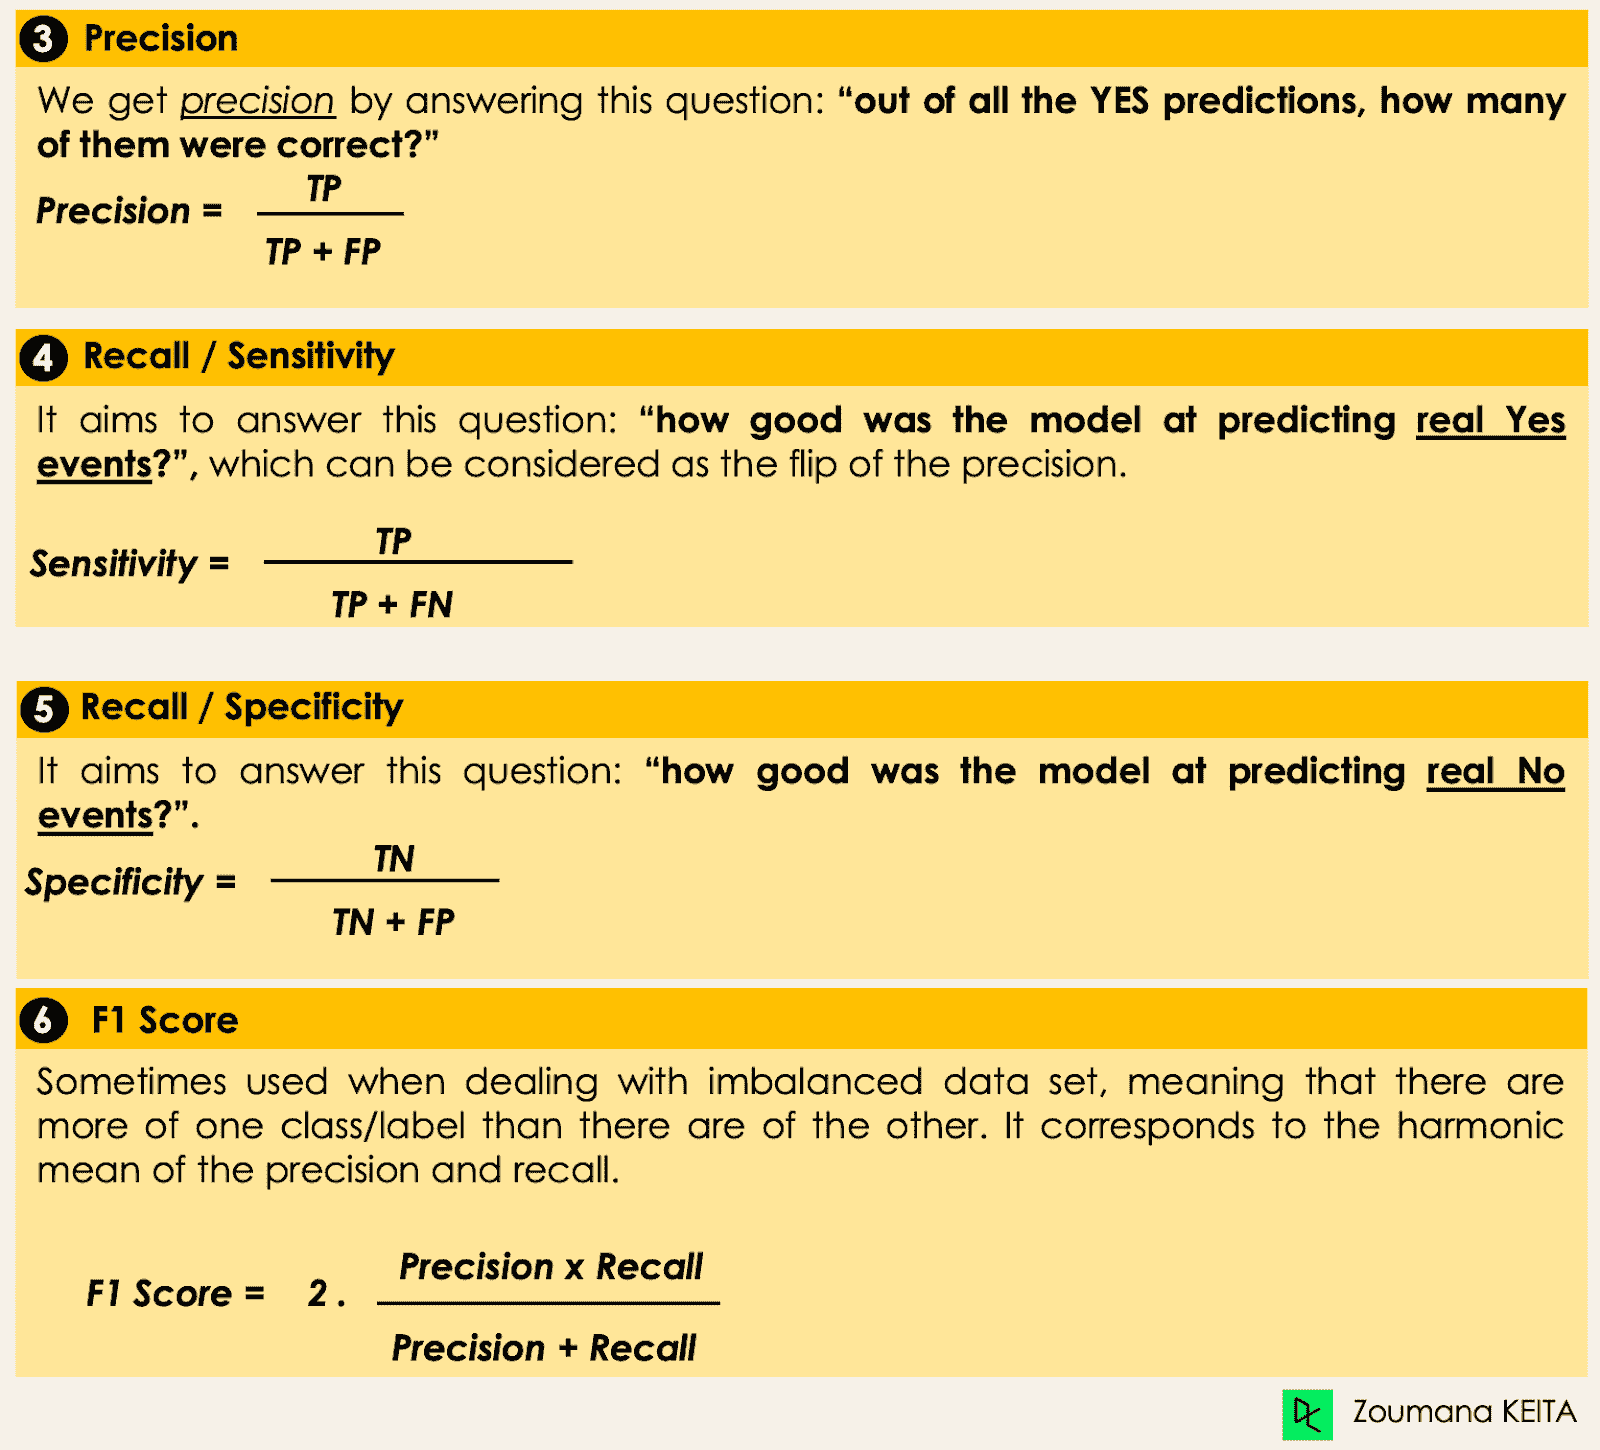 3 Precision
We get precision by answering this question: “out of all the YES predictions, how many
of them were correct?”
TP
Precision =
TP + FP
4 Recall / Sensitivity
It aims to answer this question: “how good was the model at predicting real Yes
events?”, which can be considered as the flip of the precision.
TP
Sensitivity =
TP + FN
5 Recall / Specificity
It aims to answer this question: “how good was the model at predicting real No
events?”.
TN
Specificity =
TN + FP
6 F1 Score
Sometimes used when dealing with imbalanced data set, meaning that there are
more of one class/label than there are of the other. It corresponds to the harmonic
mean of the precision and recall.
Precision x Recall
F1 Score = 2 .
Precision + Recall
Zoumana KEITA